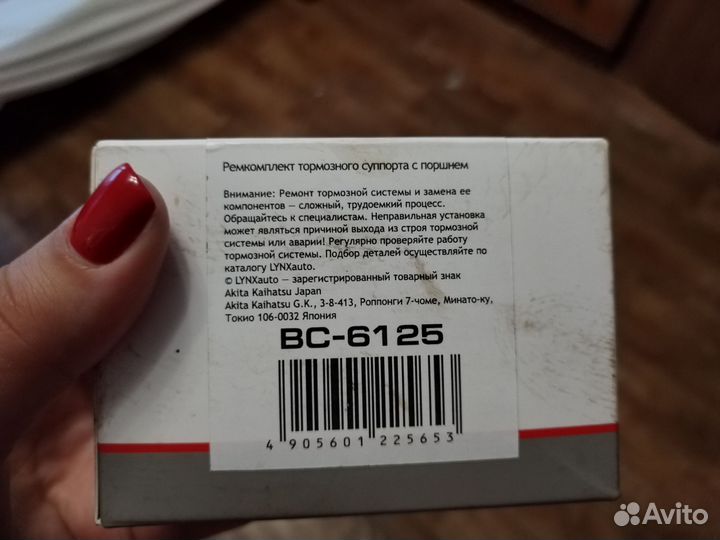 Ремкомплект тормозного суппорта с поршнем
Внимание: Ремонт тормозной системы и замена ее
компонентов — сложный, трудоемкий процесс.
Обращайтесь к специалистам. Неправильная установка
может являться причиной выхода из строя тормозной
системы или аварии! Регулярно проверяйте работу
тормозной системы. Подбор деталей осуществляйте по
каталогу LYNXauto.
© LYNXauto — зарегистрированный товарный знак
Akita Kaihatsu Japan
Akita Kaihatsu G.K., 3-8-413, Роппонги 7-чоме, Минато-ку,
Токио 106-0032 Япония
BC-6125
4 905601 225653
Avito